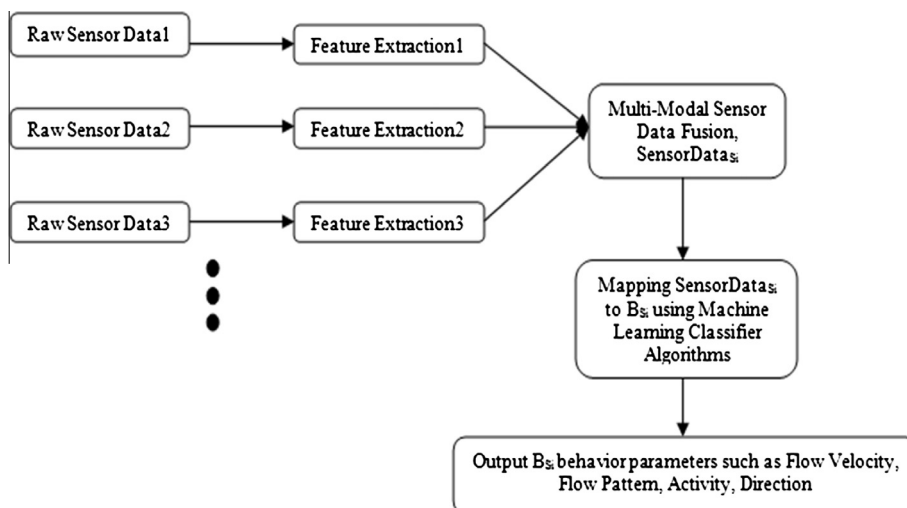 Raw Sensor Data1
Feature Extraction1
Raw Sensor Data2
Feature Extraction2
Raw Sensor Data3
Feature Extraction3
Multi-Modal Sensor
Data Fusion,
SensorDataSi
Mapping SensorDataSi
to BSi using Machine
Learning Classifier
Algorithms
Output BSi behavior parameters such as Flow Velocity,
Flow Pattern, Activity, Direction